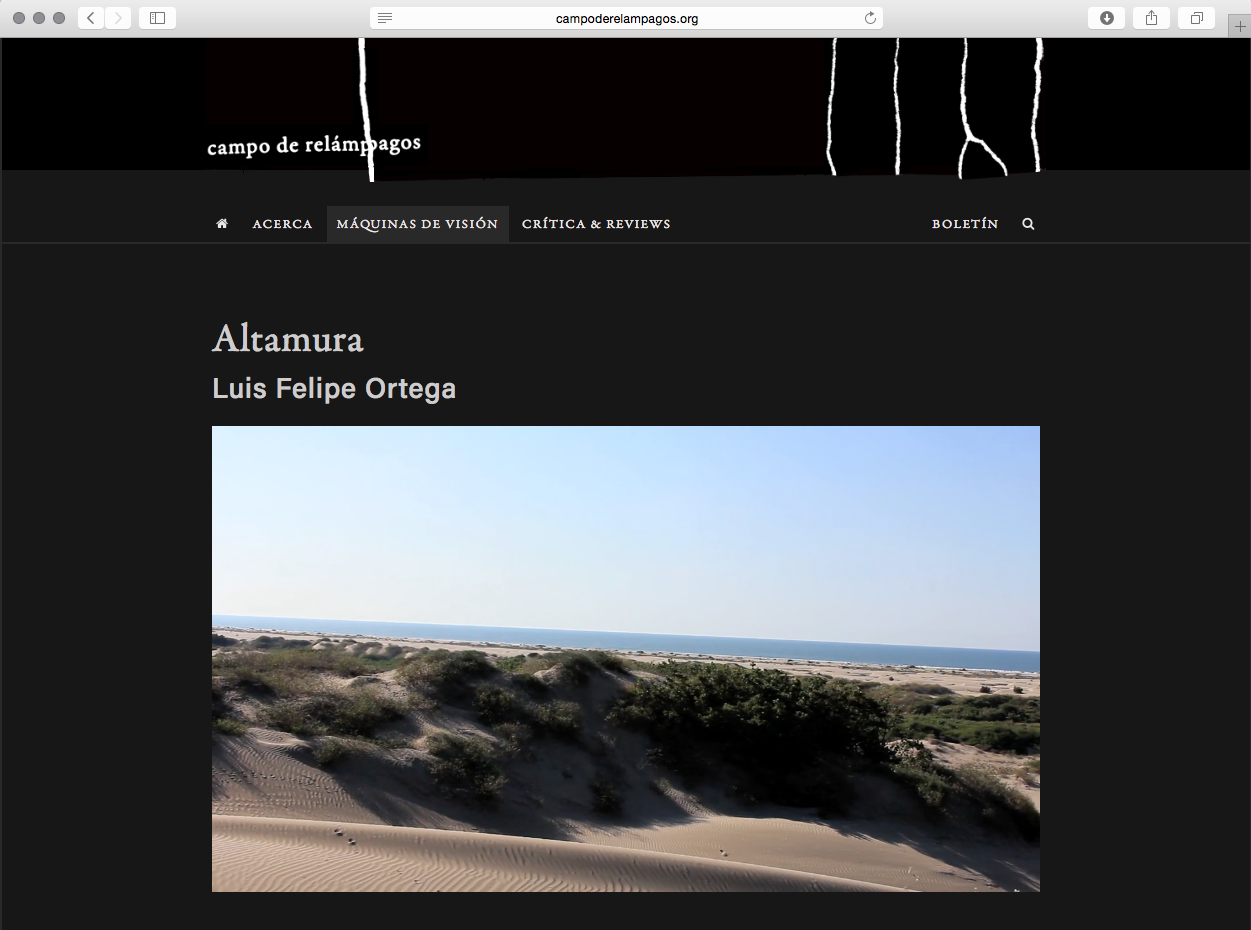 campoderelampagos.org
campo de relámpagos
ACERCA
MÁQUINAS DE VISIÓN
CRÍTICA & REVIEWS
BOLETÍN
Altamura
Luis Felipe Ortega